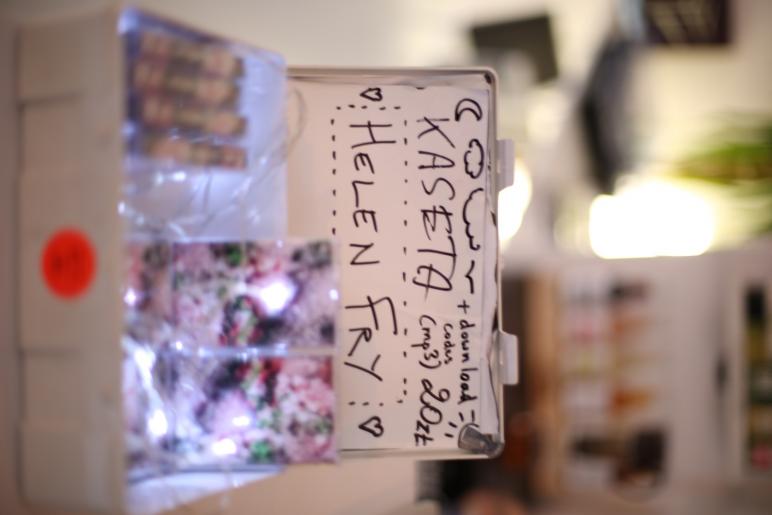 KASETA + download
codes
(mp3) 20zł
HELEN FRY